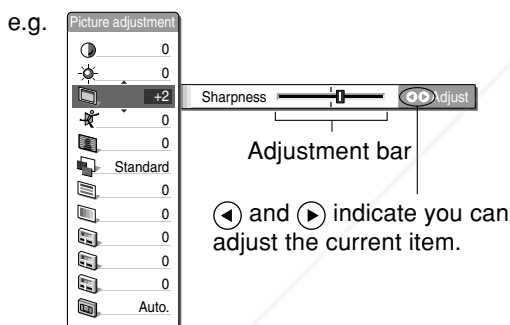 e.g.
Picture adjustment
0
0
+2
Sharpness
Adjust
0
0
Standard
0
0
0
0
0
Auto.
Adjustment bar
◀ and ▶ indicate you can
adjust the current item.